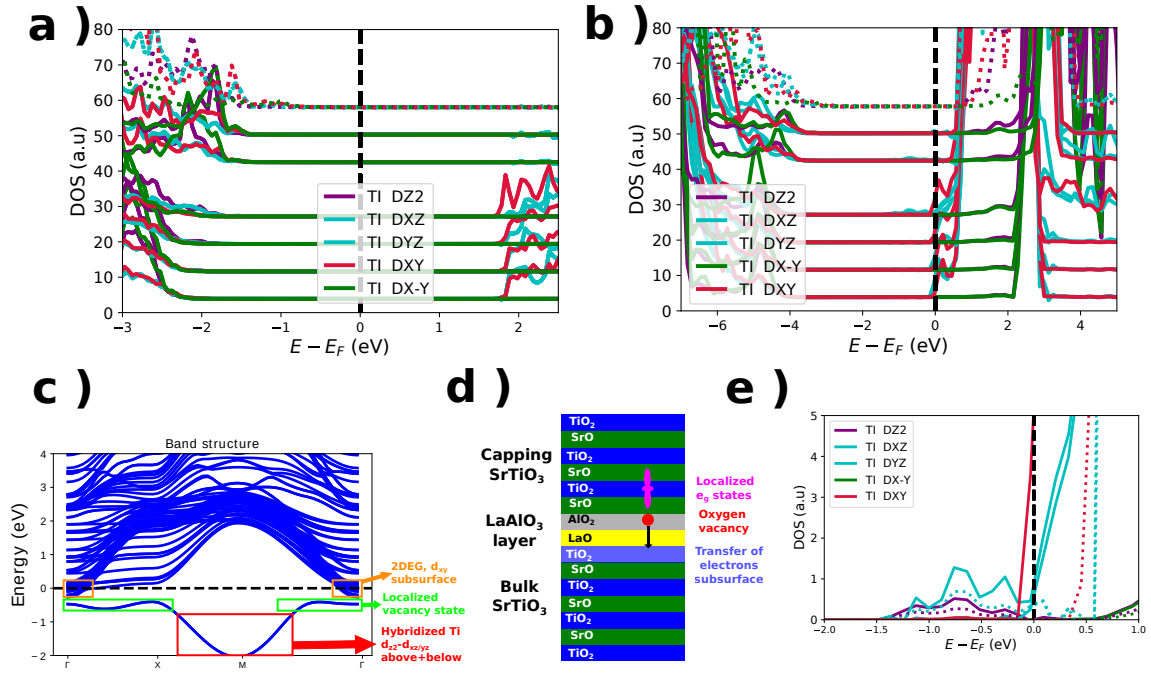 a )
80
70
60
50
40
30
20
10
0
DOS (a.u)
TI DZ2
TI DXZ
TI DYZ
TI DXY
TI DX-Y
−3
−2
−1
0
1
2
E − E_F (eV)
b )
80
70
60
50
40
30
20
10
0
DOS (a.u)
TI DZ2
TI DXZ
TI DYZ
TI DX-Y
TI DXY
−6
−4
−2
0
2
4
E − E_F (eV)
c )
Band structure
4
3
2
1
0
−1
−2
Energy (eV)
Γ
X
M
Γ
2DEG, d_xy
subsurface
Localized
vacancy state
Hybridized Ti
d_z2-d_xz/yz
above+below
d )
Capping
SrTiO₃
LaAlO₃
layer
Bulk
SrTiO₃
TiO₂
SrO
TiO₂
SrO
TiO₂
SrO
AlO₂
LaO
TiO₂
SrO
TiO₂
SrO
TiO₂
SrO
TiO₂
Localized
e_g states
Oxygen
vacancy
Transfer of
electrons
subsurface
e )
5
4
3
2
1
0
DOS (a.u)
TI DZ2
TI DXZ
TI DYZ
TI DX-Y
TI DXY
−2.0
−1.5
−1.0
−0.5
0.0
0.5
1.0
E − E_F (eV)